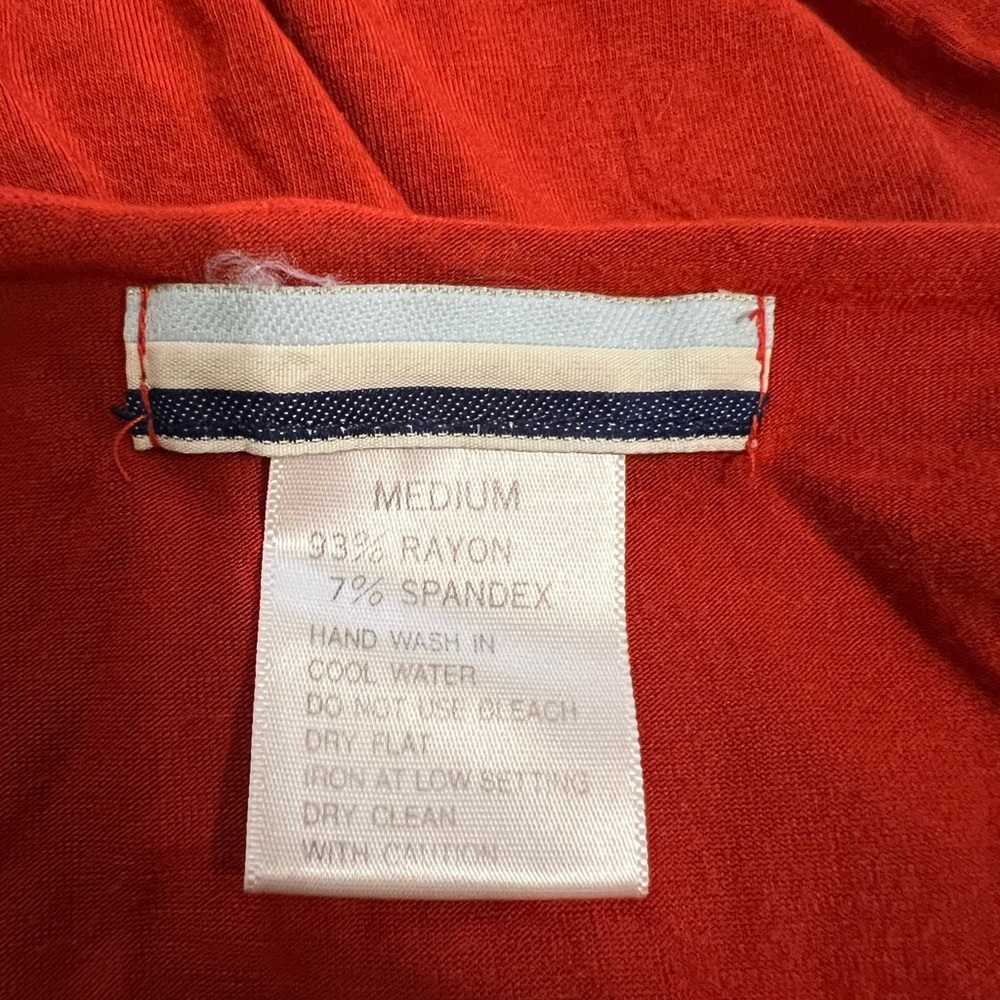 MEDIUM
93% RAYON
7% SPANDEX
HAND WASH IN
COOL WATER
DO NOT USE BLEACH
DRY FLAT
IRON AT LOW SETTING
DRY CLEAN
WITH CAUTION